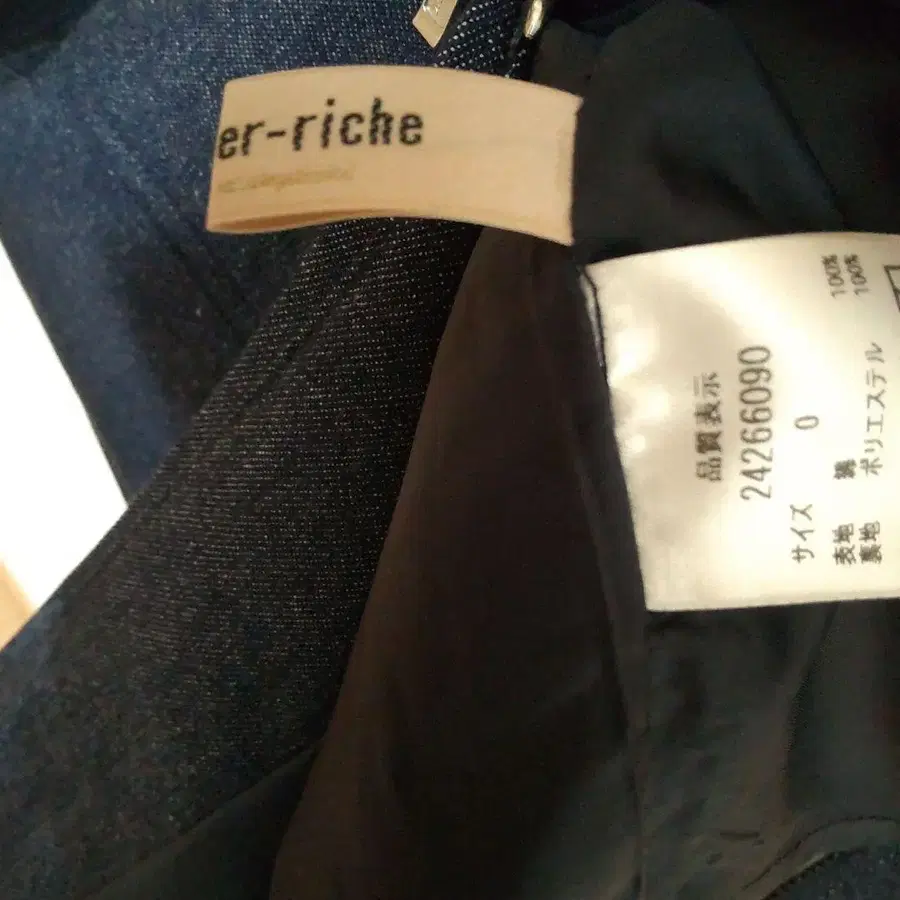 er-riche
品質表示
24266090
サイズ 0
表地 綿 100%
裏地 ポリエステル 100%